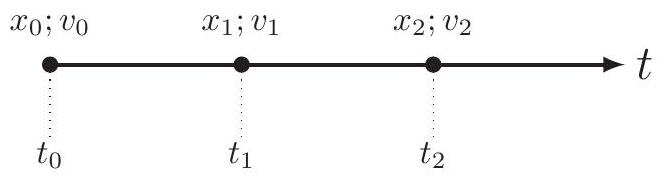 x₀; v₀ x₁; v₁ x₂; v₂
t
t₀ t₁ t₂